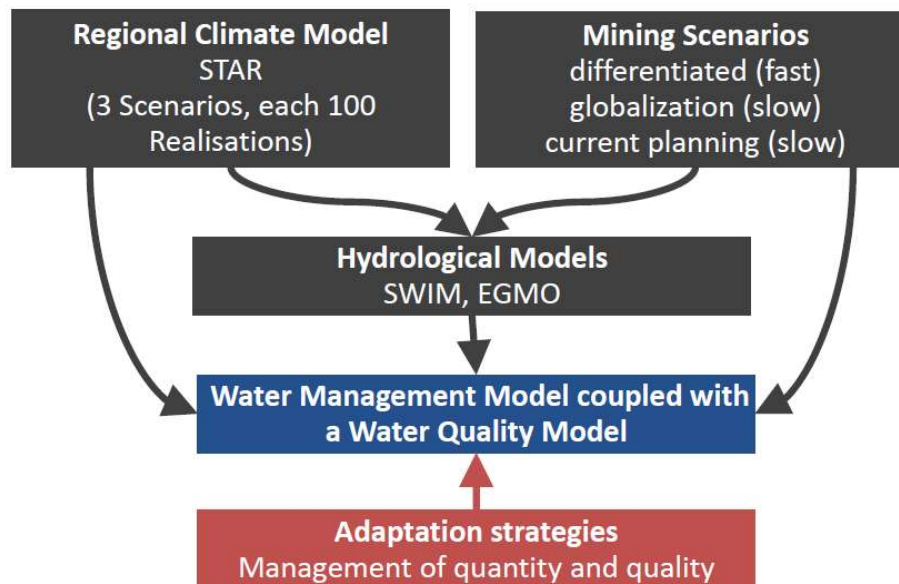 Regional Climate Model
STAR
(3 Scenarios, each 100
Realisations)
Mining Scenarios
differentiated (fast)
globalization (slow)
current planning (slow)
Hydrological Models
SWIM, EGMO
Water Management Model coupled with
a Water Quality Model
Adaptation strategies
Management of quantity and quality